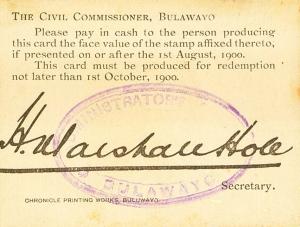 THE CIVIL COMMISSIONER, BULAWAYO
Please pay in cash to the person producing
this card the face value of the stamp affixed thereto,
if presented on or after the 1st August, 1900.
This card must be produced for redemption
not later than 1st October, 1900.
ADMINISTRATOR'S
H. Marshall Hole
BULAWAYO
Secretary.
CHRONICLE PRINTING WORKS, BULAWAYO.